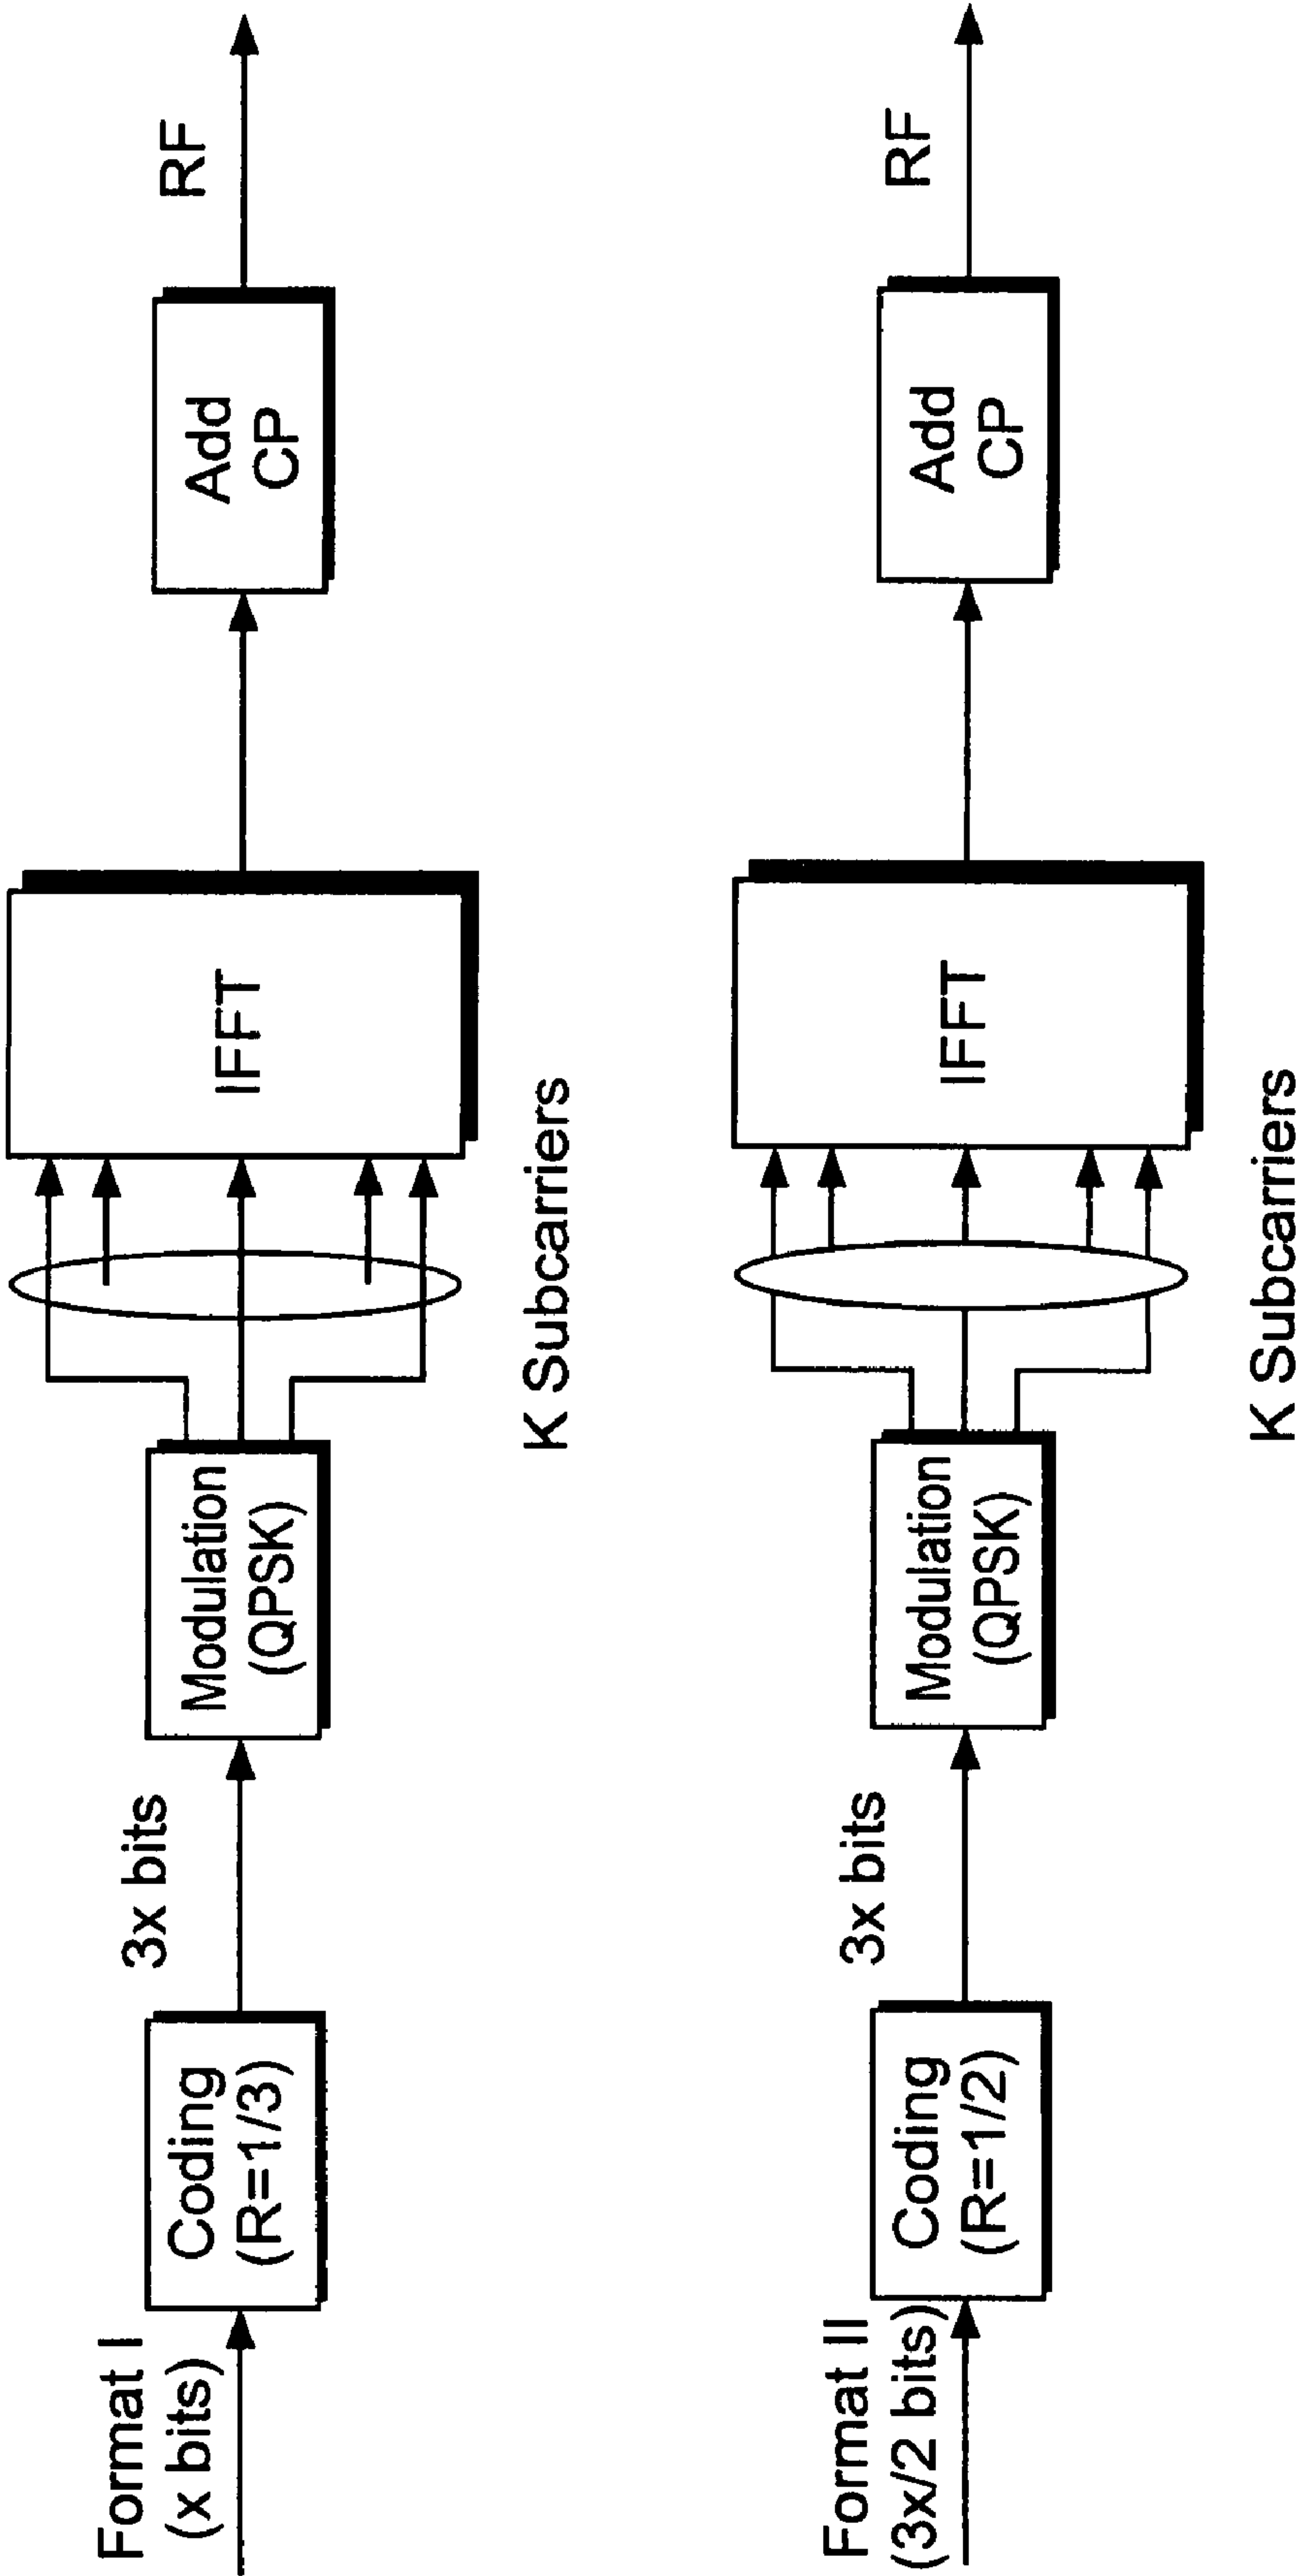 Format I
(x bits)
Coding
(R=1/3)
3x bits
Modulation
(QPSK)
K Subcarriers
IFFT
Add
CP
RF
Format II
(3x/2 bits)
Coding
(R=1/2)
3x bits
Modulation
(QPSK)
K Subcarriers
IFFT
Add
CP
RF